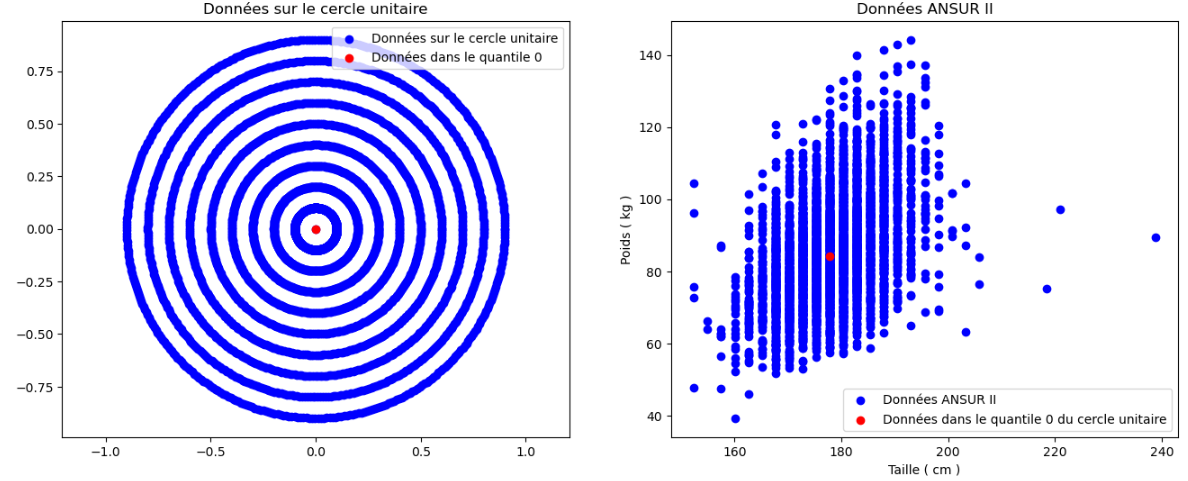 Données sur le cercle unitaire
Données sur le cercle unitaire
Données dans le quantile 0
0.75
0.50
0.25
0.00
−0.25
−0.50
−0.75
−1.0 −0.5 0.0 0.5 1.0
Données ANSUR II
140
120
100
80
60
40
Poids ( kg )
Données ANSUR II
Données dans le quantile 0 du cercle unitaire
160 180 200 220 240
Taille ( cm )